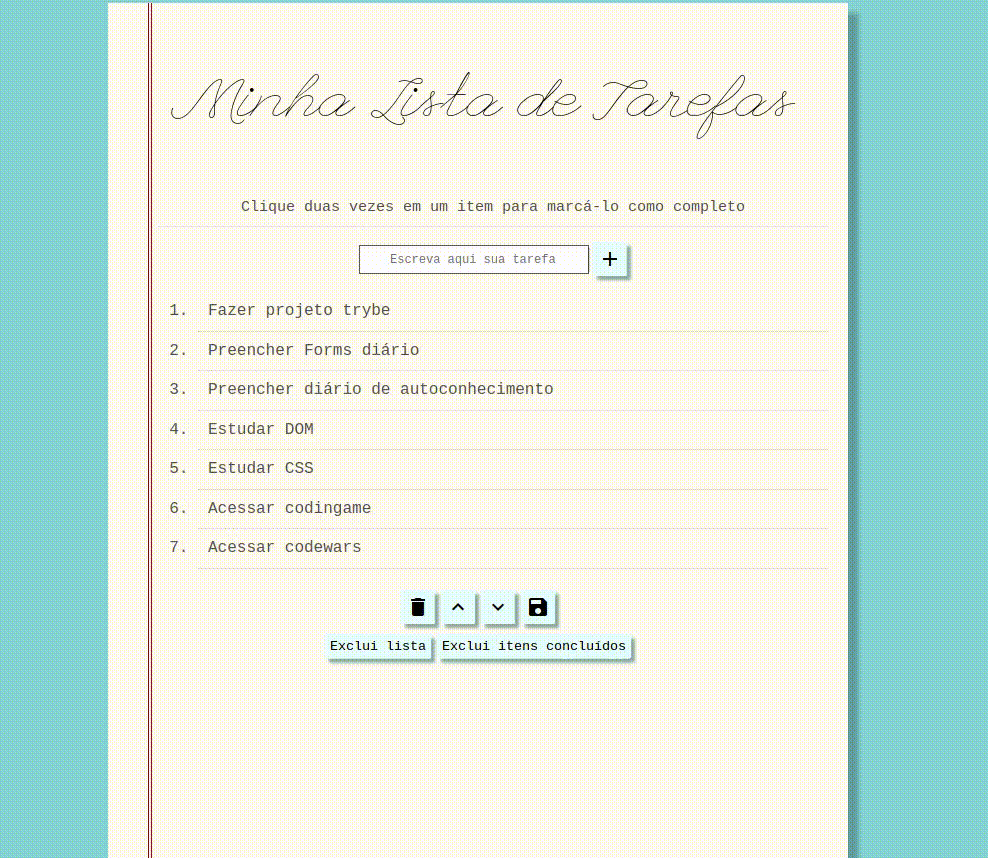 Minha Lista de Tarefas
Clique duas vezes em um item para marcá-lo como completo
Escreva aqui sua tarefa +
1. Fazer projeto trybe
2. Preencher Forms diário
3. Preencher diário de autoconhecimento
4. Estudar DOM
5. Estudar CSS
6. Acessar codingame
7. Acessar codewars
Exclui lista Exclui itens concluídos